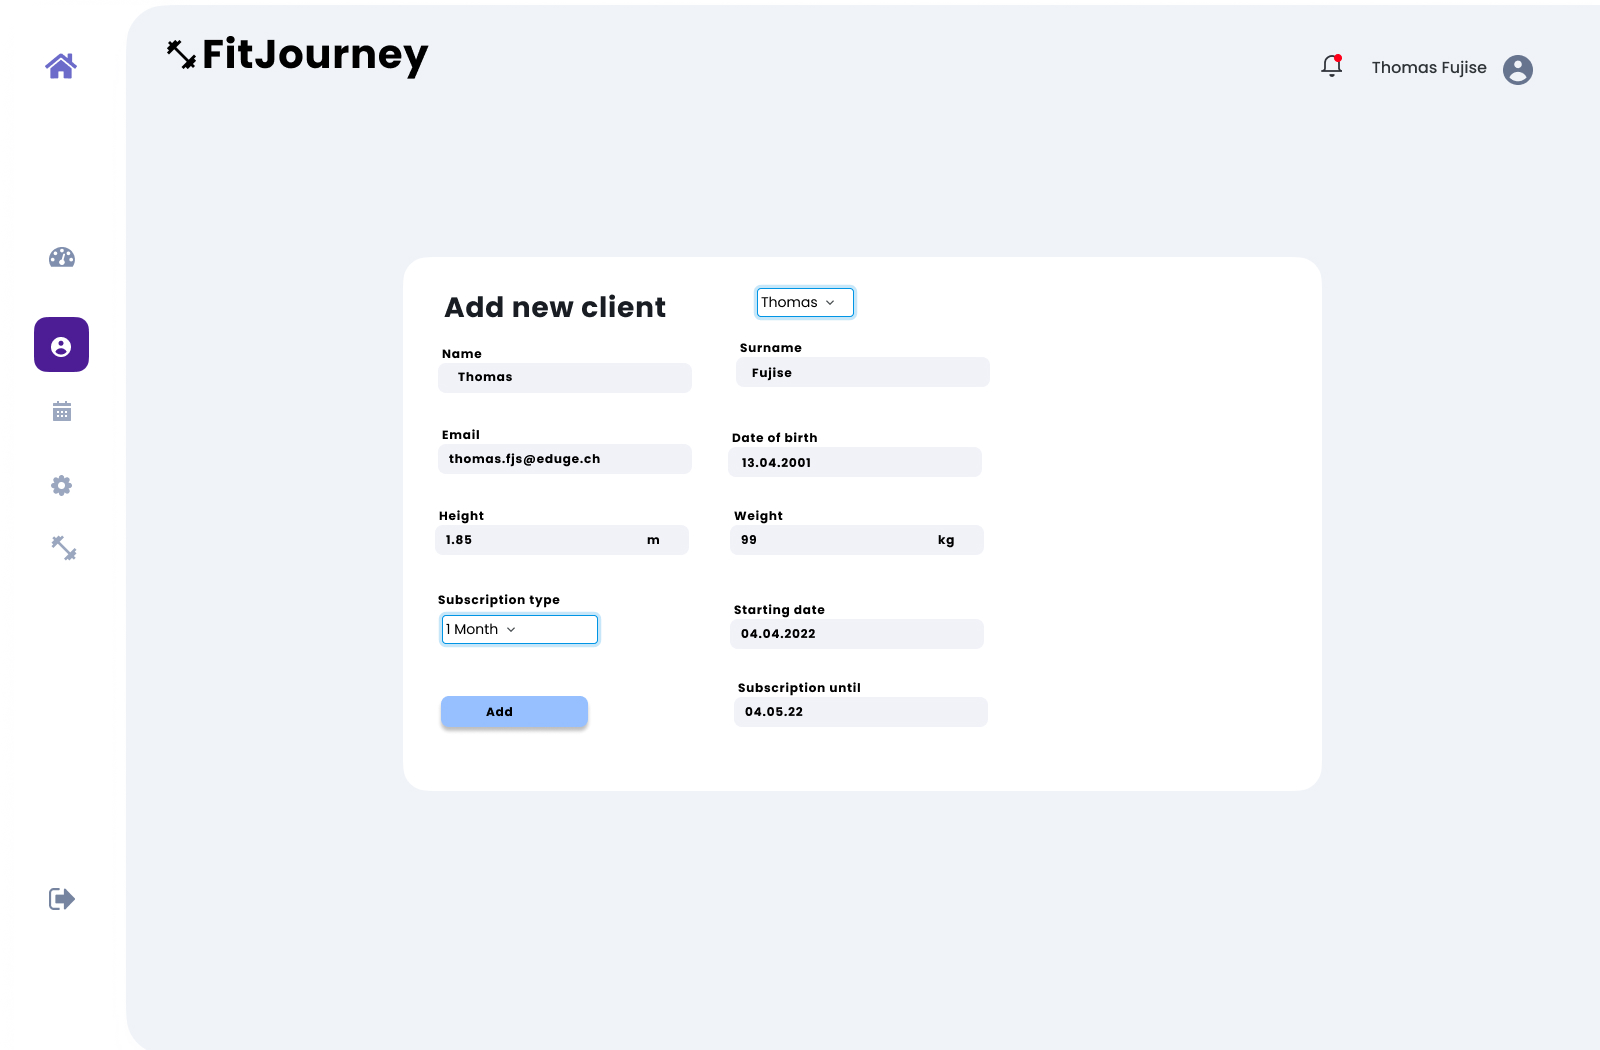 FitJourney
Thomas Fujise
Add new client
Thomas
Name
Surname
Thomas
Fujise
Email
Date of birth
thomas.fjs@eduge.ch
13.04.2001
Height
Weight
1.85 m
99 kg
Subscription type
Starting date
1 Month
04.04.2022
Subscription until
Add
04.05.22